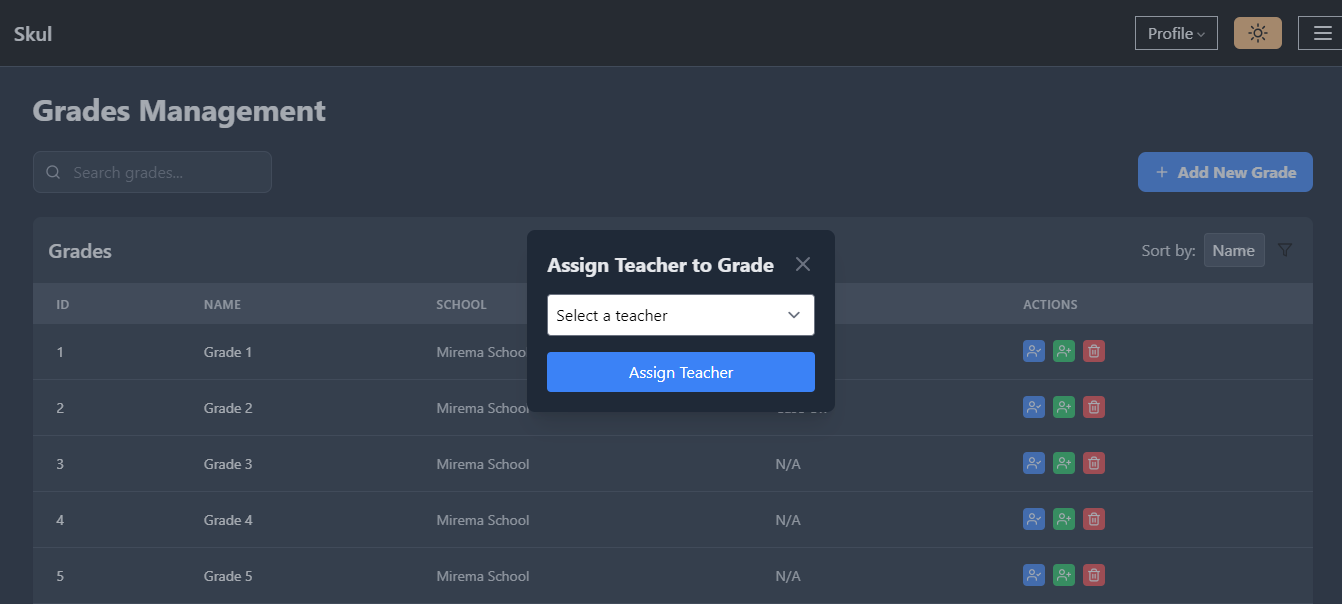 Skul
Profile
Grades Management
Search grades...
+ Add New Grade
Grades
Sort by: Name
Assign Teacher to Grade
Select a teacher
Assign Teacher
ID NAME SCHOOL ACTIONS
1 Grade 1 Mirema School
2 Grade 2 Mirema School
3 Grade 3 Mirema School N/A
4 Grade 4 Mirema School N/A
5 Grade 5 Mirema School N/A